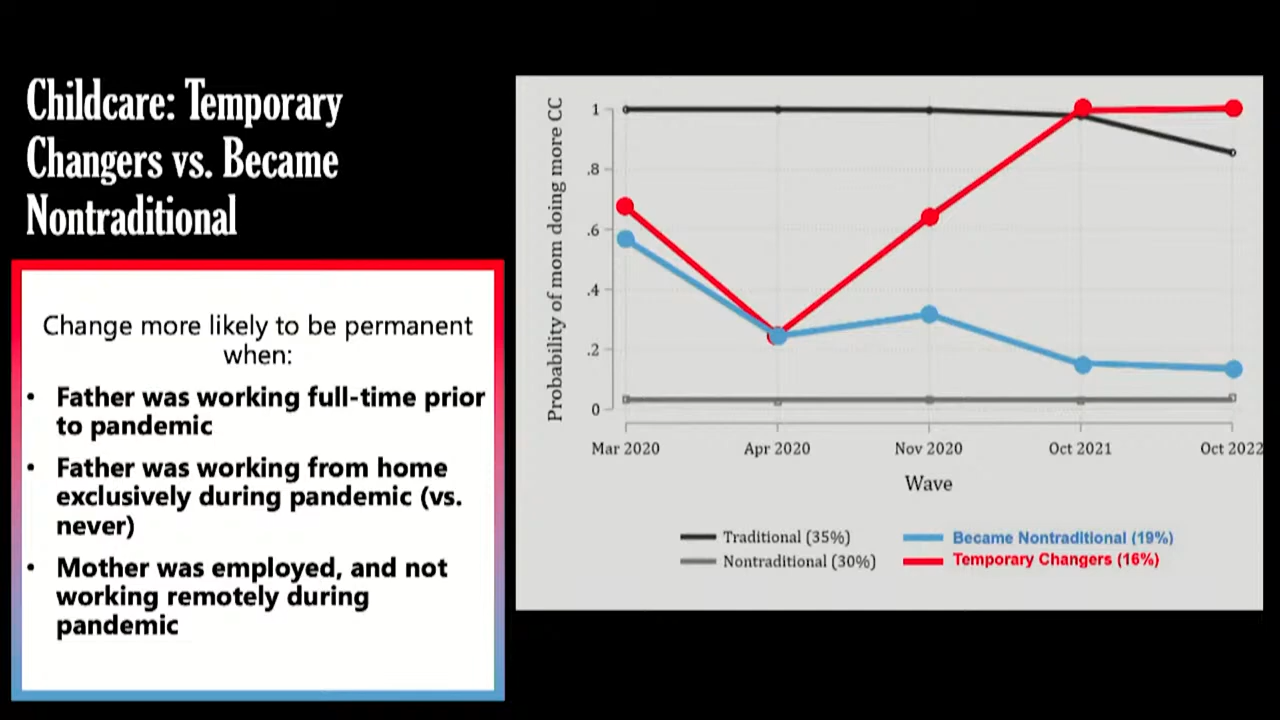 Childcare: Temporary
Changers vs. Became
Nontraditional
Change more likely to be permanent
when:
• Father was working full-time prior
to pandemic
• Father was working from home
exclusively during pandemic (vs.
never)
• Mother was employed, and not
working remotely during
pandemic
Probability of mom doing more CC
1
.8
.6
.4
.2
0
Mar 2020 Apr 2020 Nov 2020 Oct 2021 Oct 2022
Wave
Traditional (35%) Became Nontraditional (19%)
Nontraditional (30%) Temporary Changers (16%)